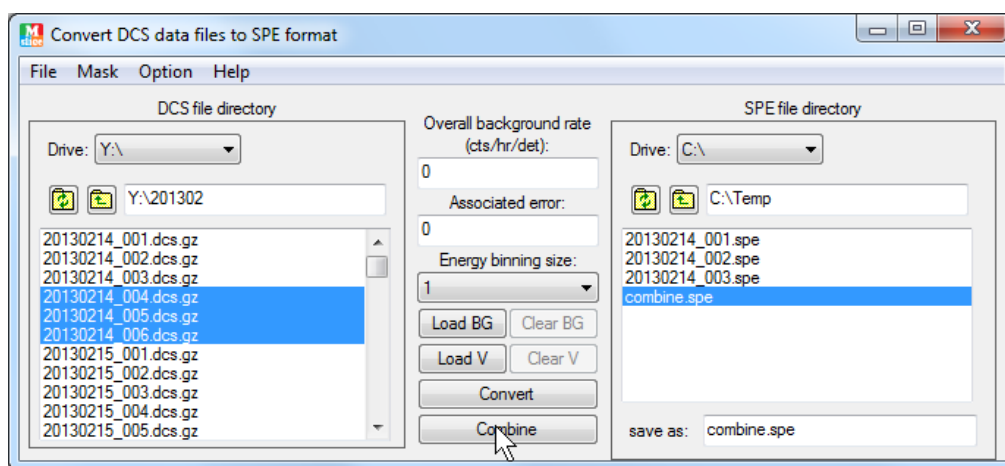 Convert DCS data files to SPE format
File Mask Option Help
DCS file directory
Drive: Y:\
Y:\201302
20130214_001.dcs.gz
20130214_002.dcs.gz
20130214_003.dcs.gz
20130214_004.dcs.gz
20130214_005.dcs.gz
20130214_006.dcs.gz
20130215_001.dcs.gz
20130215_002.dcs.gz
20130215_003.dcs.gz
20130215_004.dcs.gz
20130215_005.dcs.gz
Overall background rate
(cts/hr/det):
0
Associated error:
0
Energy binning size:
1
Load BG Clear BG
Load V Clear V
Convert
Combine
SPE file directory
Drive: C:\
C:\Temp
20130214_001.spe
20130214_002.spe
20130214_003.spe
combine.spe
save as: combine.spe